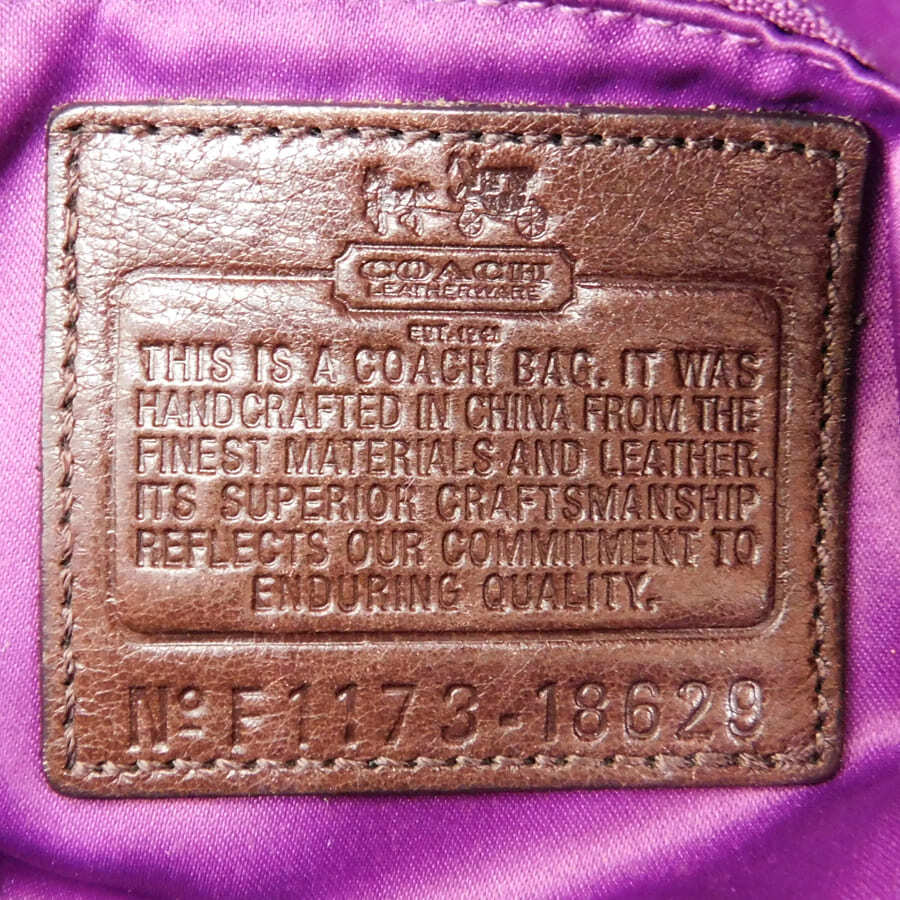 COACH
LEATHERWARE
EST. 1941
THIS IS A COACH BAG. IT WAS
HANDCRAFTED IN CHINA FROM THE
FINEST MATERIALS AND LEATHER.
ITS SUPERIOR CRAFTSMANSHIP
REFLECTS OUR COMMITMENT TO
ENDURING QUALITY.
Nº F1173-18629